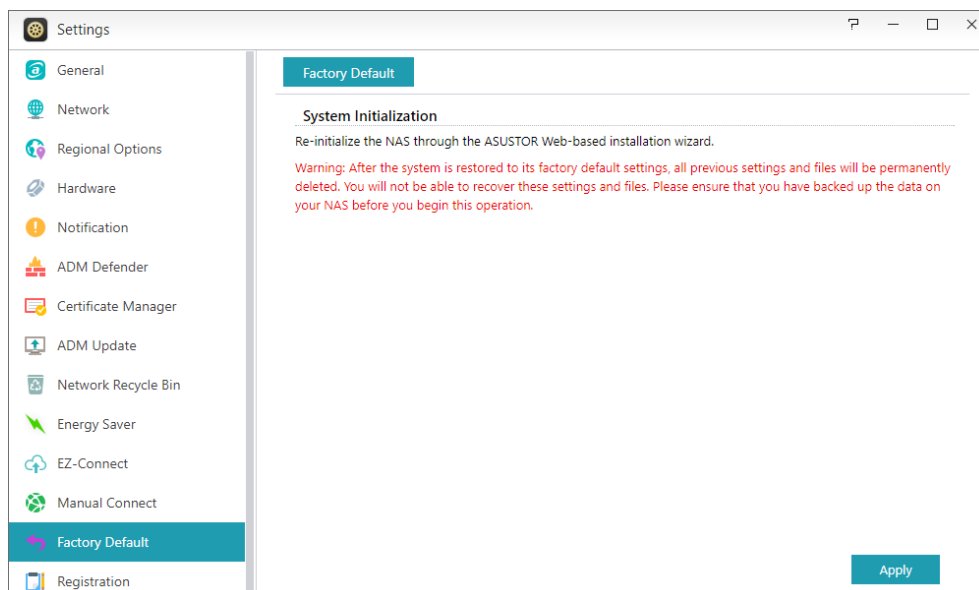 Settings
General
Network
Regional Options
Hardware
Notification
ADM Defender
Certificate Manager
ADM Update
Network Recycle Bin
Energy Saver
EZ-Connect
Manual Connect
Factory Default
Registration
Factory Default
System Initialization
Re-initialize the NAS through the ASUSTOR Web-based installation wizard.
Warning: After the system is restored to its factory default settings, all previous settings and files will be permanently
deleted. You will not be able to recover these settings and files. Please ensure that you have backed up the data on
your NAS before you begin this operation.
Apply